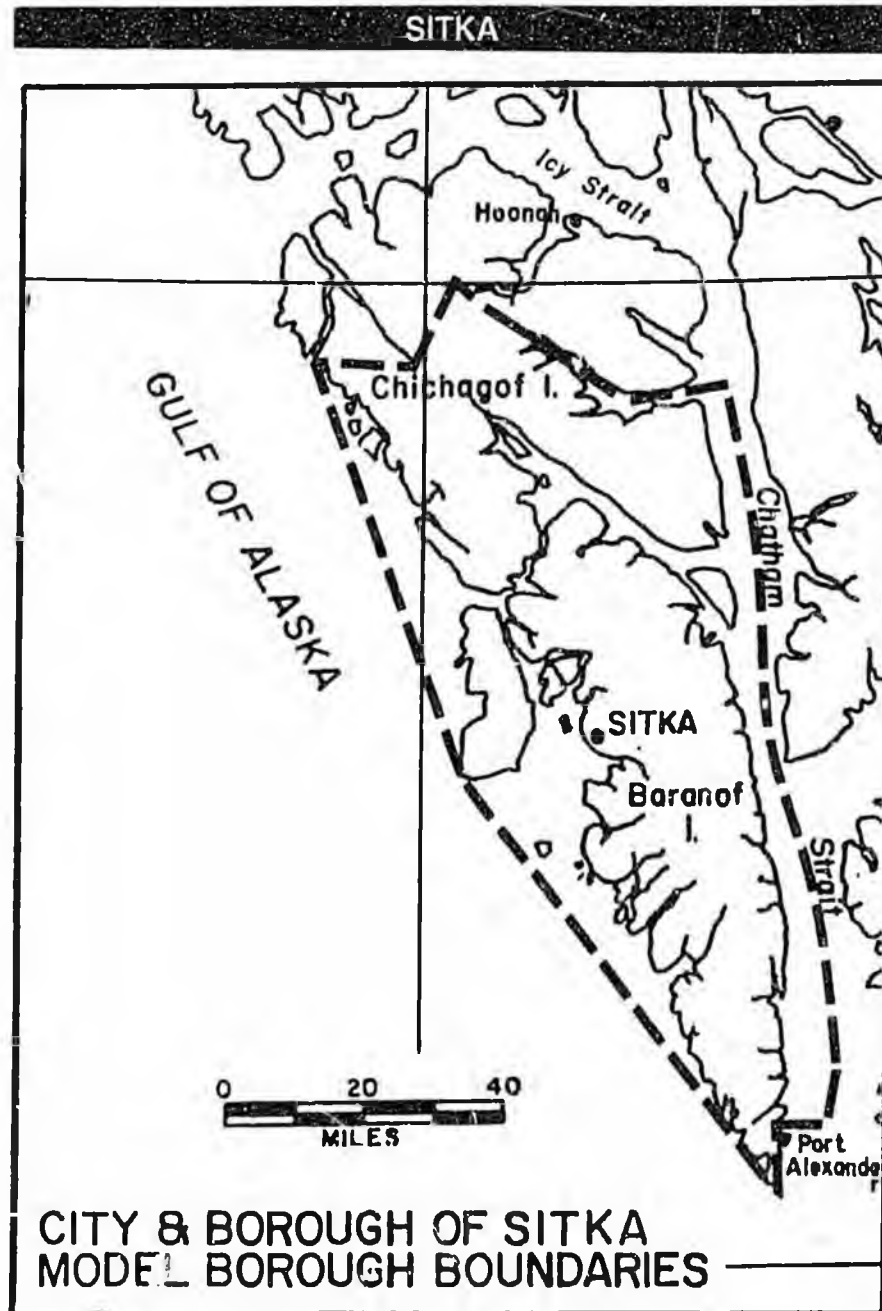 SITKA
Icy Strait
Hoonah
Chichagof I.
GULF OF ALASKA
Chatham
SITKA
Baranof
I.
Strait
0 20 40
MILES
Port
Alexande
r
CITY & BOROUGH OF SITKA
MODEL BOROUGH BOUNDARIES